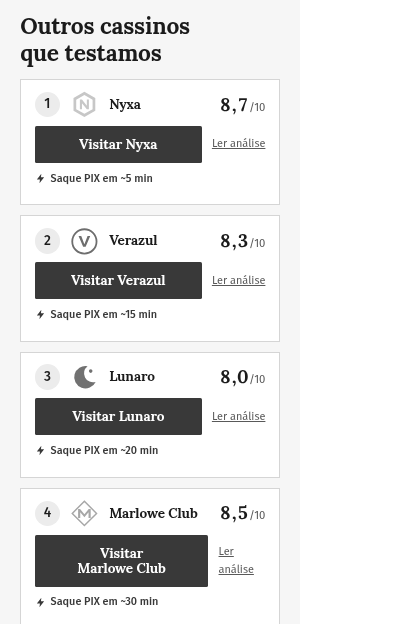 Outros cassinos
que testamos
1 Nyxa 8,7/10
Visitar Nyxa Ler análise
Saque PIX em ~5 min
2 Verazul 8,3/10
Visitar Verazul Ler análise
Saque PIX em ~15 min
3 Lunaro 8,0/10
Visitar Lunaro Ler análise
Saque PIX em ~20 min
4 Marlowe Club 8,5/10
Visitar
Marlowe Club
Ler
análise
Saque PIX em ~30 min